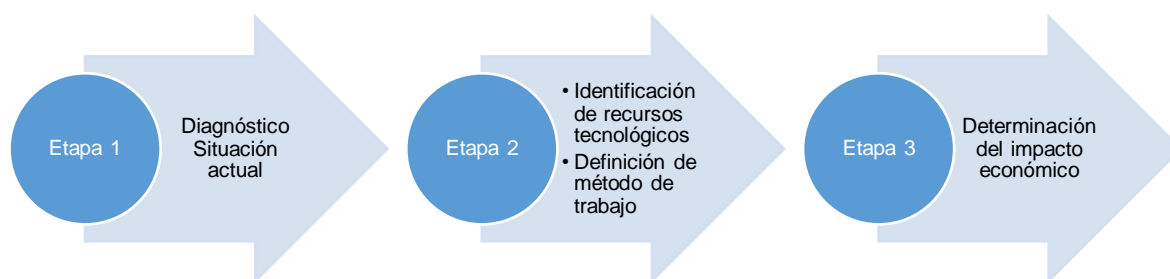 Etapa 1
Diagnóstico
Situación
actual
Etapa 2
• Identificación
de recursos
tecnológicos
• Definición de
método de
trabajo
Etapa 3
Determinación
del impacto
económico